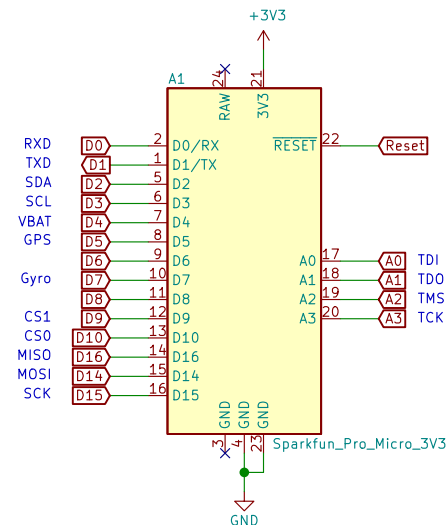 +3V3
A1
24
21
RAW
3V3
RXD D0 2 D0/RX RESET 22 Reset
TXD D1 1 D1/TX
SDA D2 5 D2
SCL D3 6 D3
VBAT D4 7 D4
GPS D5 8 D5
D6 9 D6 A0 17 A0 TDI
Gyro D7 10 D7 A1 18 A1 TDO
D8 11 D8 A2 19 A2 TMS
CS1 D9 12 D9 A3 20 A3 TCK
CS0 D10 13 D10
MISO D16 14 D16
MOSI D14 15 D14
SCK D15 16 D15
GND GND GND
3 4 23
Sparkfun_Pro_Micro_3V3
GND